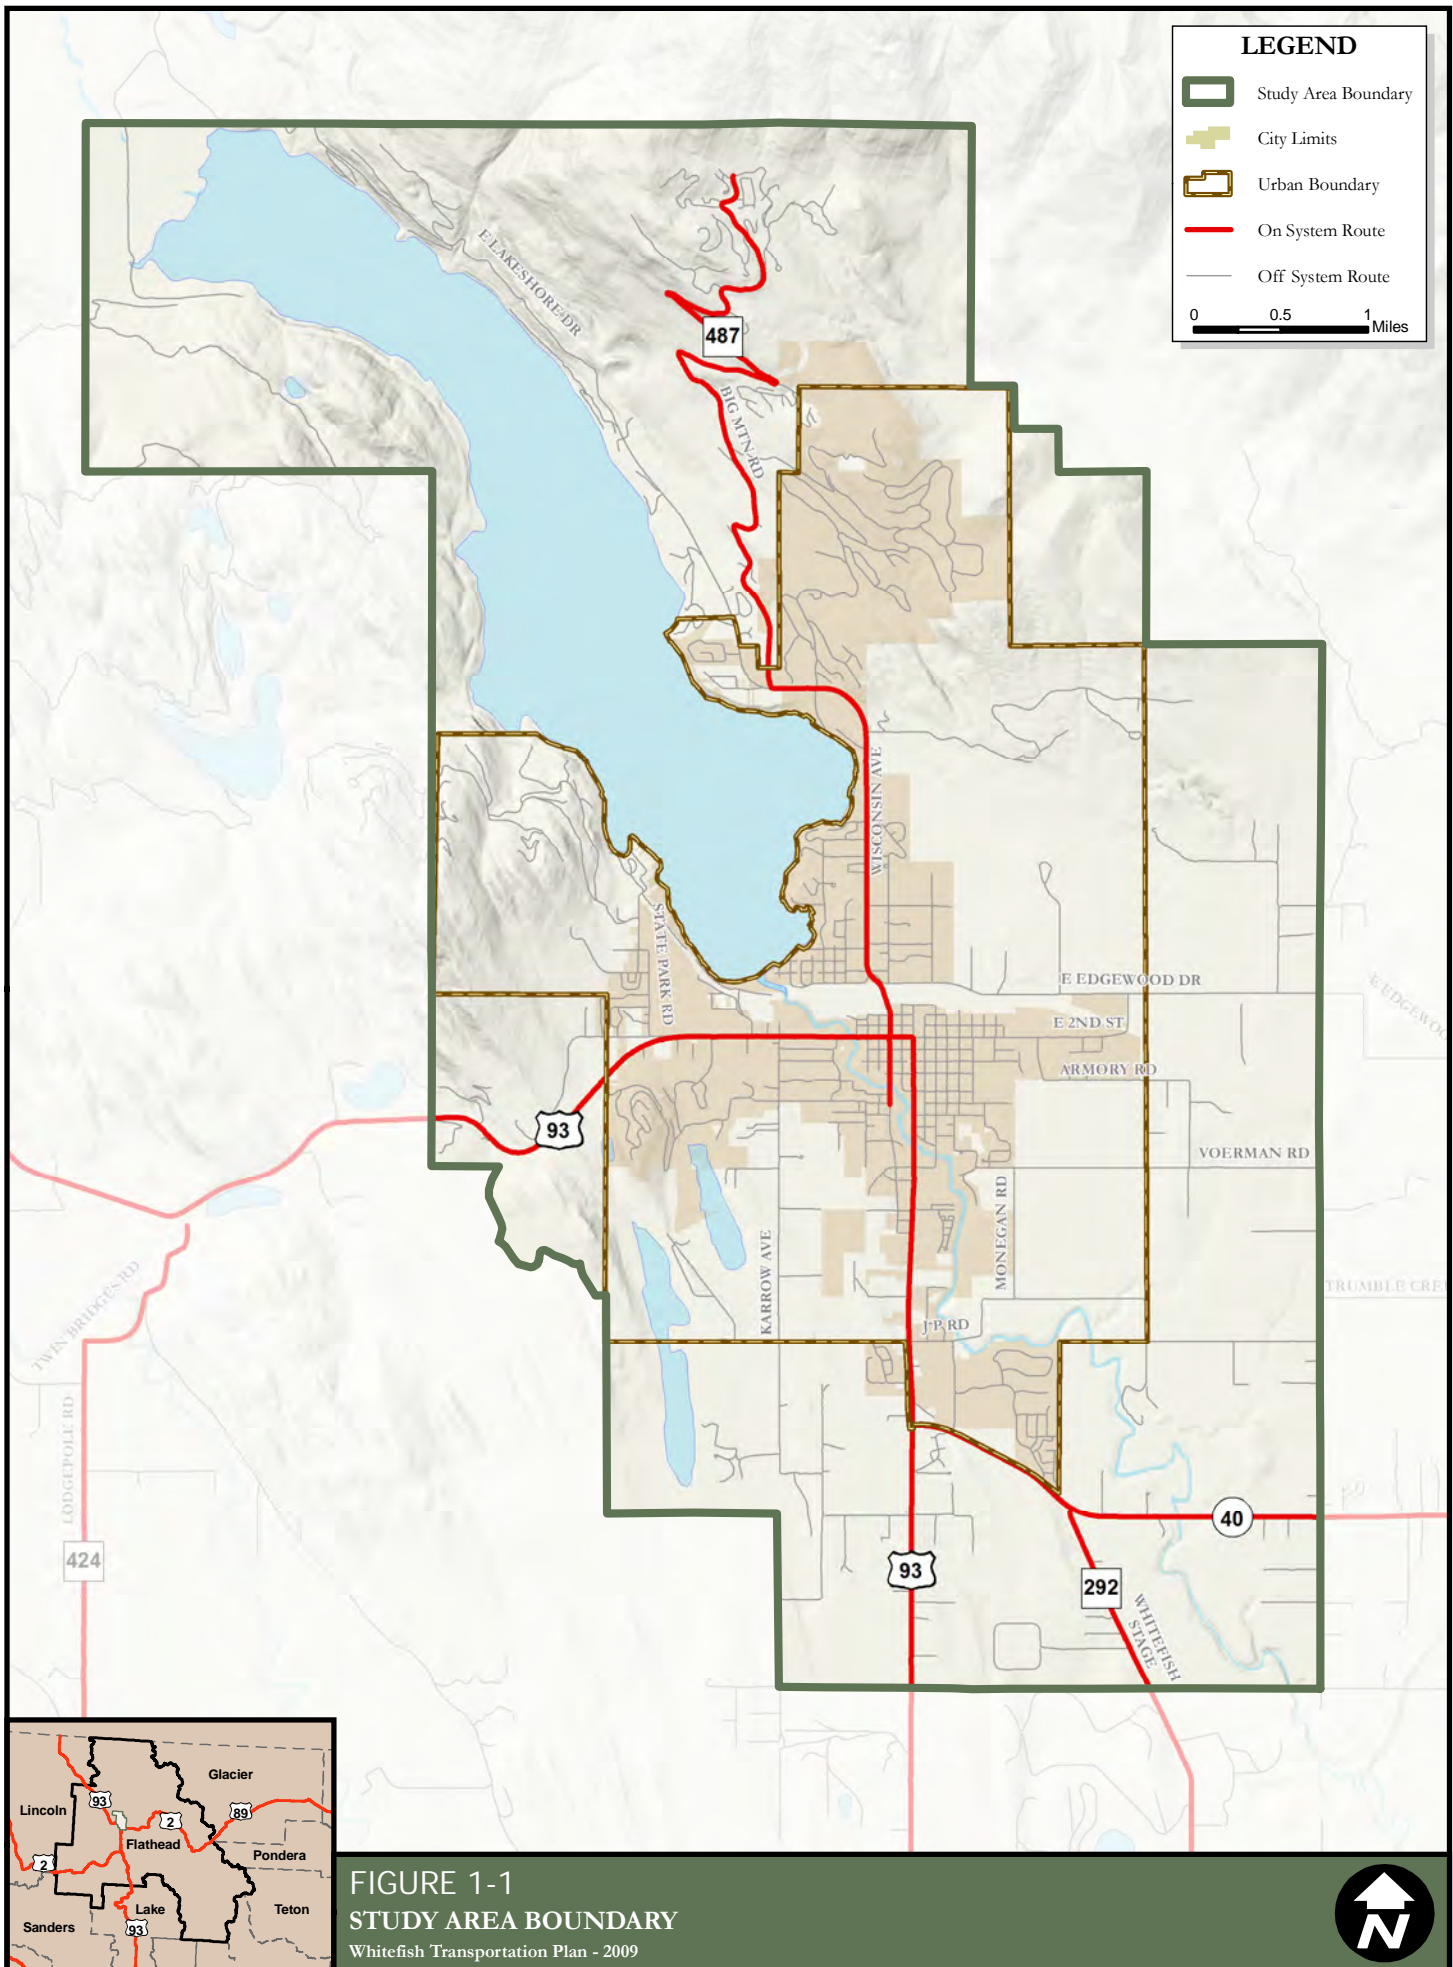 LEGEND
Study Area Boundary
City Limits
Urban Boundary
On System Route
Off System Route
0 0.5 1
Miles
E LAKESHORE DR
487
BIG MTN RD
WISCONSIN AVE
STATE PARK RD
E EDGEWOOD DR
E 2ND ST
ARMORY RD
93
VOERMAN RD
MONEGAN RD
KARROW AVE
TWIN BRIDGES RD
TRUMBLE CRE
J P RD
LODGEPOLE RD
424
40
93
292
WHITEFISH
STAGE
E EDGEWO
Glacier
Lincoln
93
2
89
Flathead
2
Pondera
Lake
Teton
Sanders
93
FIGURE 1-1
STUDY AREA BOUNDARY
Whitefish Transportation Plan - 2009
N